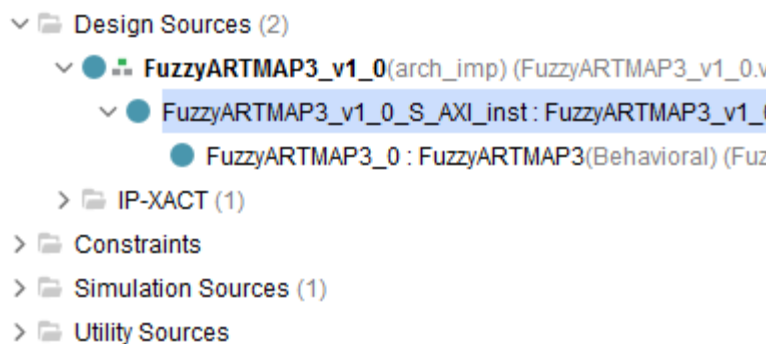 Design Sources (2)
FuzzyARTMAP3_v1_0(arch_imp) (FuzzyARTMAP3_v1_0.v
FuzzyARTMAP3_v1_0_S_AXI_inst : FuzzyARTMAP3_v1_
FuzzyARTMAP3_0 : FuzzyARTMAP3(Behavioral) (Fuz
IP-XACT (1)
Constraints
Simulation Sources (1)
Utility Sources